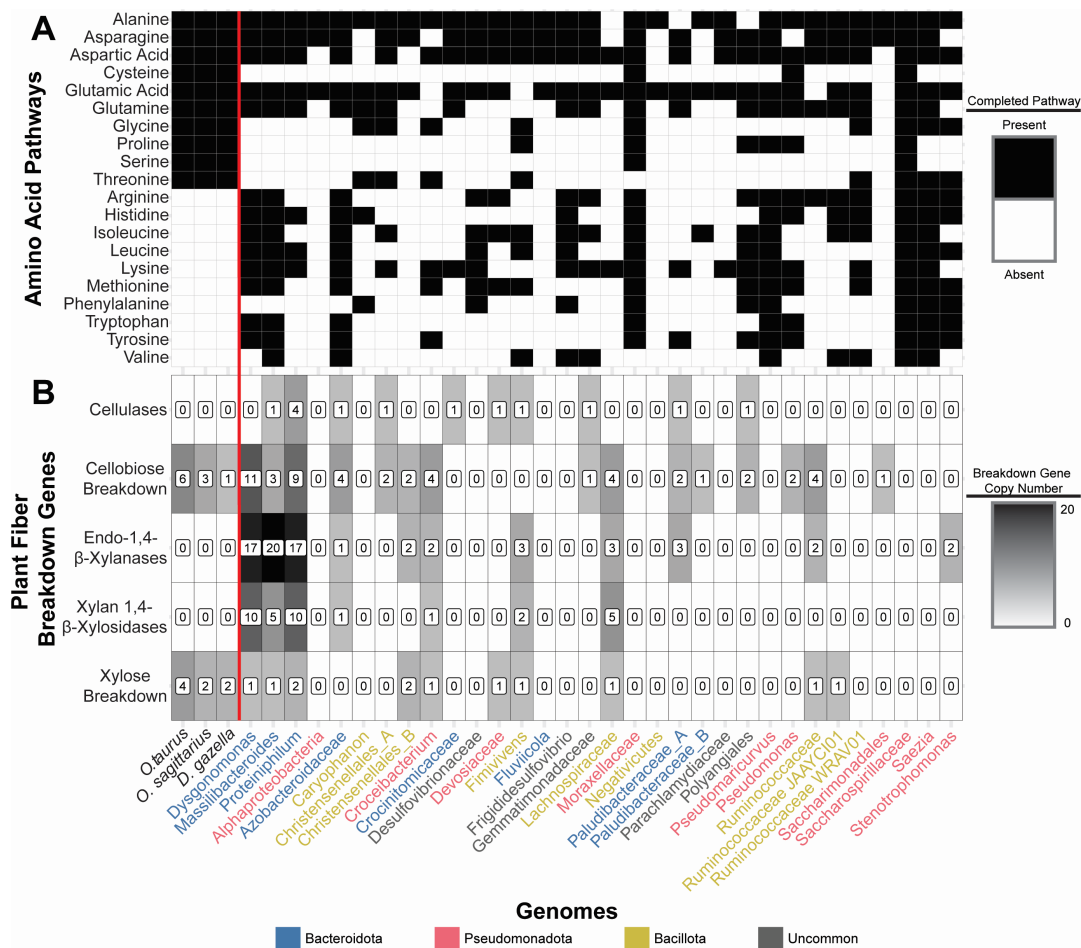 A
Amino Acid Pathways
Alanine
Asparagine
Aspartic Acid
Cysteine
Glutamic Acid
Glutamine
Glycine
Proline
Serine
Threonine
Arginine
Histidine
Isoleucine
Leucine
Lysine
Methionine
Phenylalanine
Tryptophan
Tyrosine
Valine
Completed Pathway
Present
Absent
B
Plant Fiber
Breakdown Genes
Cellulases
0 0 0 0 1 4 0 1 0 1 0 0 1 0 1 1 0 0 1 0 0 0 1 0 0 1 0 0 0 0 0 0 0 0 0
Cellobiose
Breakdown
6 3 1 11 3 9 0 4 0 2 2 4 0 0 0 0 0 0 1 4 0 0 2 1 0 2 0 2 4 0 0 1 0 0 0
Endo-1,4-
β-Xylanases
0 0 0 17 20 17 0 1 0 0 2 2 0 0 0 3 0 0 0 3 0 0 3 0 0 0 0 0 2 0 0 0 0 0 2
Xylan 1,4-
β-Xylosidases
0 0 0 10 5 10 0 1 0 0 0 1 0 0 0 2 0 0 0 5 0 0 0 0 0 0 0 0 0 0 0 0 0 0 0
Xylose
Breakdown
4 2 2 1 1 2 0 0 0 0 2 1 0 0 1 1 0 0 0 1 0 0 0 0 0 0 0 0 1 1 0 0 0 0 0
Breakdown Gene
Copy Number
20
0
O.taurus
O. sagittarius
D. gazella
Dysgonomonas
Massilibacteroides
Proteiniphilum
Alphaproteobacteria
Azobacteroidaceae
Caryophanon
Christensenellales_A
Christensenellales_B
Croceibacterium
Crocinitomicaceae
Desulfovibrionaceae
Devosiaceae
Fimivivens
Fluviicola
Frigididesulfovibrio
Gemmatimonadaceae
Lachnospiraceae
Moraxellaceae
Negativicutes
Paludibacteraceae_A
Paludibacteraceae_B
Parachlamydiaceae
Polyangiales
Pseudomaricurvus
Pseudomonas
Ruminococcaceae
Ruminococcaceae JAAYCI01
Ruminococcaceae WRAV01
Saccharimonadales
Saccharospirillaceae
Saezia
Stenotrophomonas
Genomes
Bacteroidota
Pseudomonadota
Bacillota
Uncommon